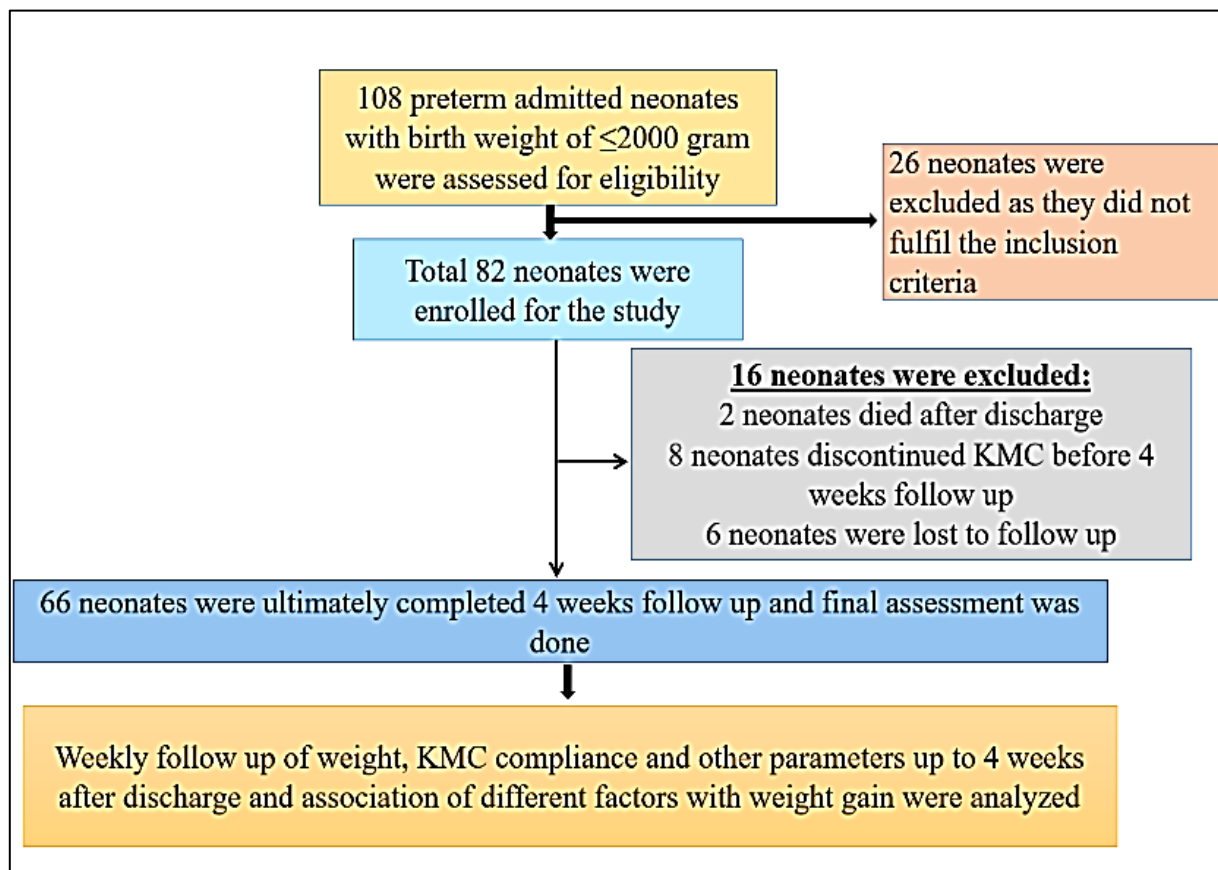 108 preterm admitted neonates
with birth weight of ≤2000 gram
were assessed for eligibility
26 neonates were
excluded as they did not
fulfil the inclusion
criteria
Total 82 neonates were
enrolled for the study
16 neonates were excluded:
2 neonates died after discharge
8 neonates discontinued KMC before 4
weeks follow up
6 neonates were lost to follow up
66 neonates were ultimately completed 4 weeks follow up and final assessment was
done
Weekly follow up of weight, KMC compliance and other parameters up to 4 weeks
after discharge and association of different factors with weight gain were analyzed